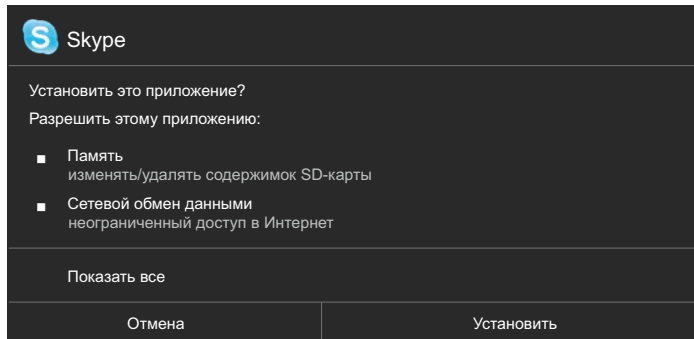 Skype
Установить это приложение?
Разрешить этому приложению:
Память
изменять/удалять содержимок SD-карты
Сетевой обмен данными
неограниченный доступ в Интернет
Показать все
Отмена
Установить